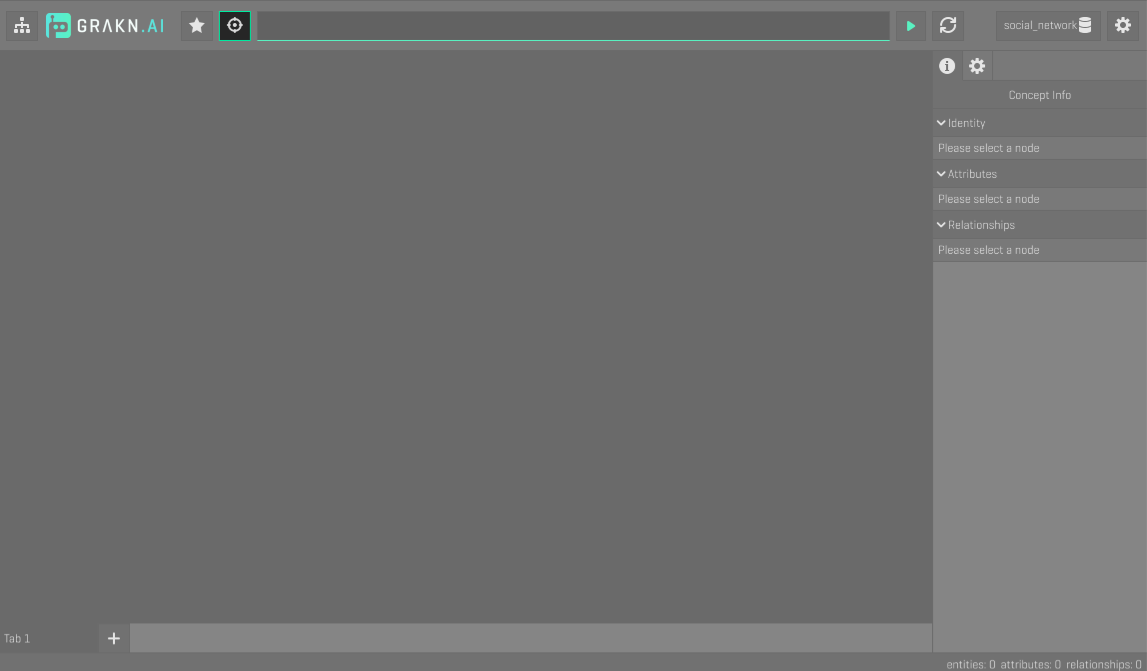 GRAKN.AI
social_network
Concept Info
Identity
Please select a node
Attributes
Please select a node
Relationships
Please select a node
Tab 1
entities: 0 attributes: 0 relationships: 0